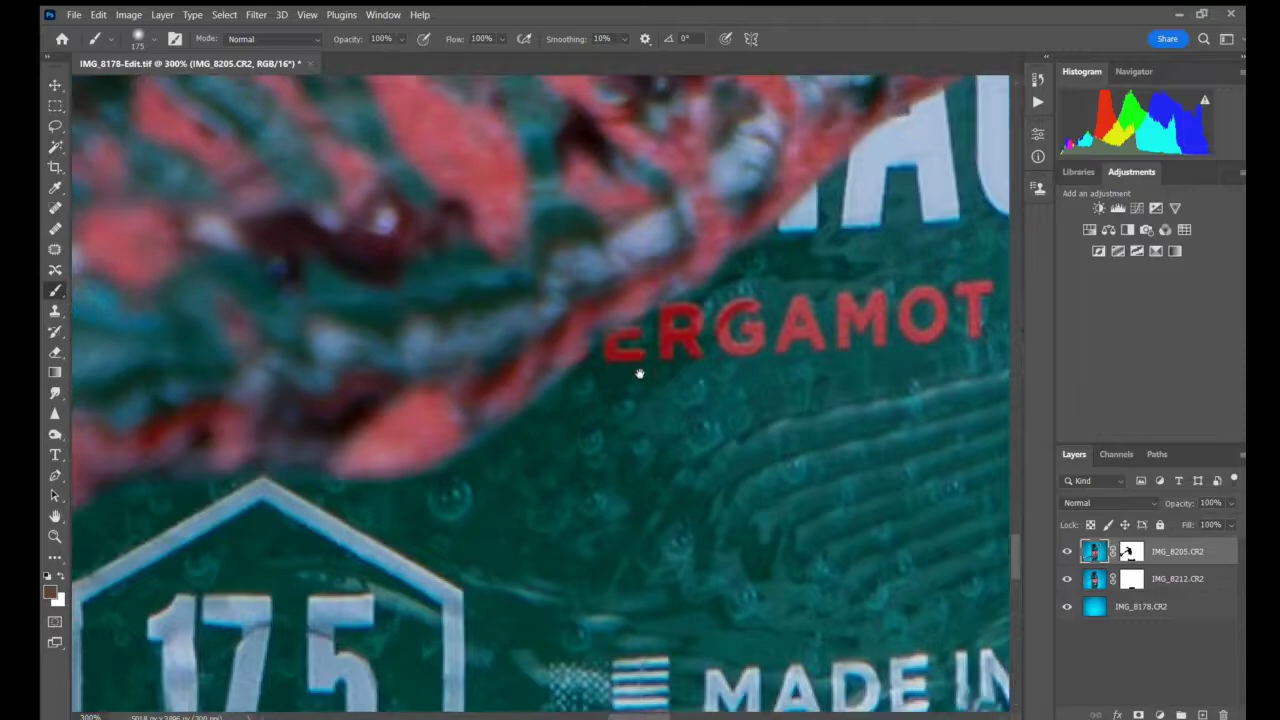 Ps File Edit Image Layer Type Select Filter 3D View Plugins Window Help
175 Mode: Normal Opacity: 100% Flow: 100% Smoothing: 10% 0° Share
IMG_8178-Edit.tif @ 300% (IMG_8205.CR2, RGB/16*) *
Histogram Navigator
Libraries Adjustments
Add an adjustment
ERGAMOT
175
MADE IN
Layers Channels Paths
Kind
Normal Opacity: 100%
Lock: Fill: 100%
IMG_8205.CR2
IMG_8212.CR2
IMG_8178.CR2
300%